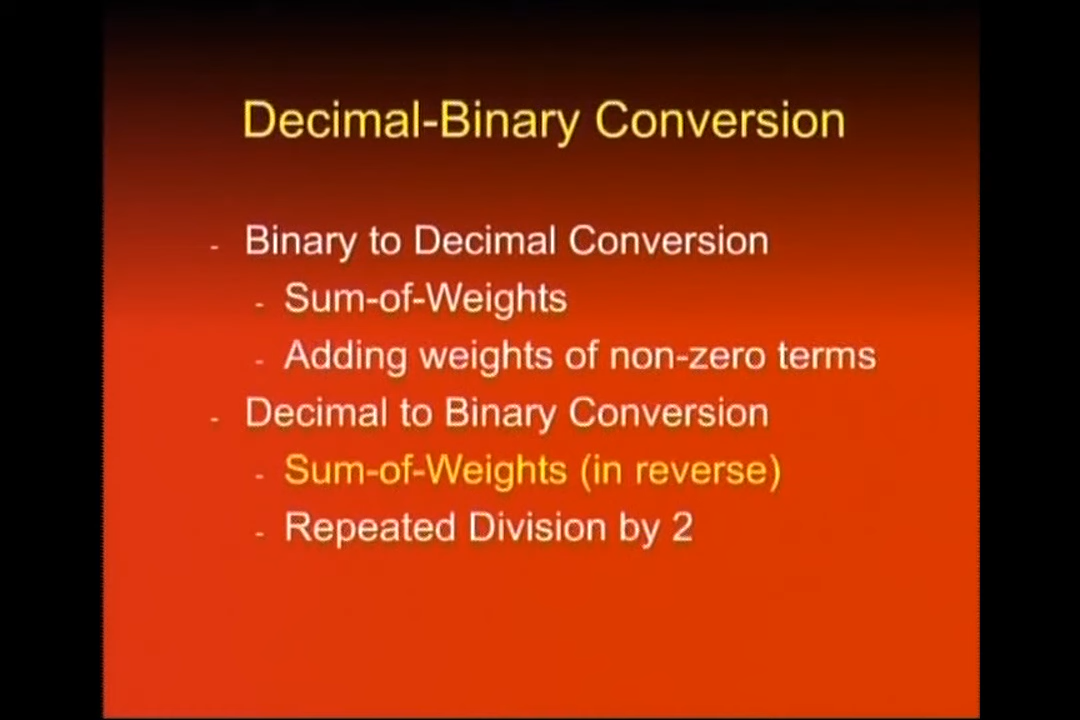 Decimal-Binary Conversion
- Binary to Decimal Conversion
- Sum-of-Weights
- Adding weights of non-zero terms
- Decimal to Binary Conversion
- Sum-of-Weights (in reverse)
- Repeated Division by 2